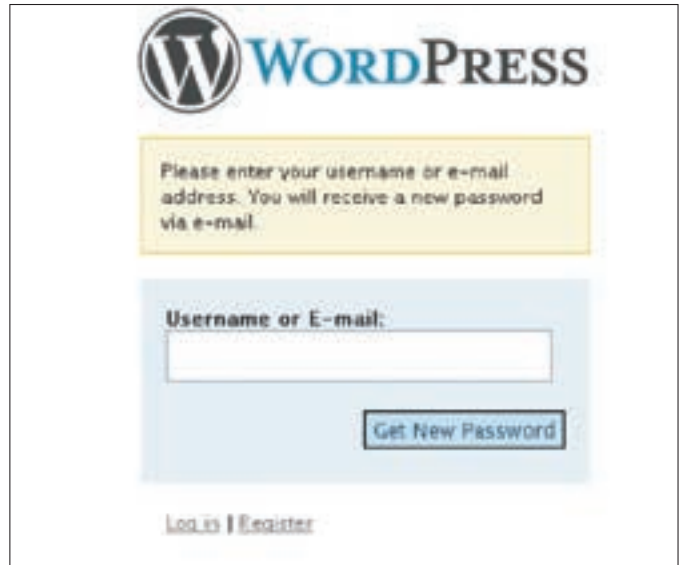 WORDPRESS
Please enter your username or e-mail
address. You will receive a new password
via e-mail.
Username or E-mail:
Get New Password
Log in | Register